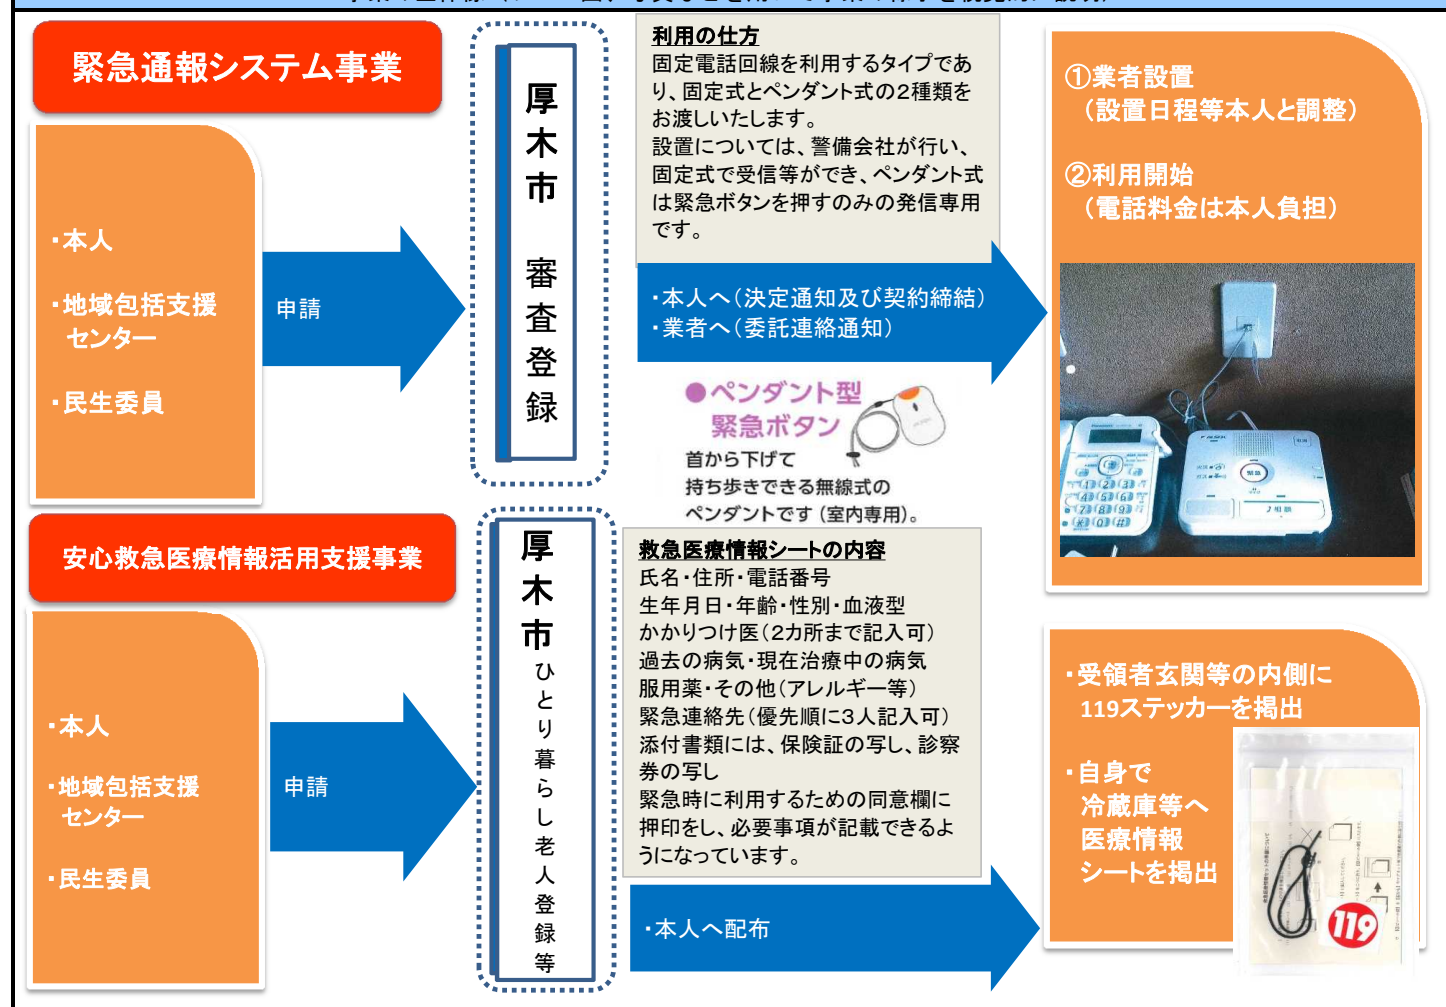 緊急通報システム事業
・本人
・地域包括支援
センター
・民生委員
申請
厚木市 審査登録
利用の仕方
固定電話回線を利用するタイプであ
り、固定式とペンダント式の2種類を
お渡しいたします。
設置については、警備会社が行い、
固定式で受信等ができ、ペンダント式
は緊急ボタンを押すのみの発信専用
です。
・本人へ(決定通知及び契約締結)
・業者へ(委託連絡通知)
●ペンダント型
緊急ボタン
首から下げて
持ち歩きできる無線式の
ペンダントです(室内専用)。
①業者設置
(設置日程等本人と調整)
②利用開始
(電話料金は本人負担)
安心救急医療情報活用支援事業
・本人
・地域包括支援
センター
・民生委員
申請
厚木市ひとり暮らし老人登録等
救急医療情報シートの内容
氏名・住所・電話番号
生年月日・年齢・性別・血液型
かかりつけ医(2カ所まで記入可)
過去の病気・現在治療中の病気
服用薬・その他(アレルギー等)
緊急連絡先(優先順に3人記入可)
添付書類には、保険証の写し、診察
券の写し
緊急時に利用するための同意欄に
押印をし、必要事項が記載できるよ
うになっています。
・本人へ配布
・受領者玄関等の内側に
119ステッカーを掲出
・自身で
冷蔵庫等へ
医療情報
シートを掲出
119